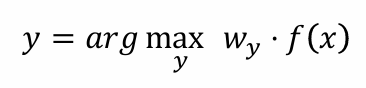 y = arg max w_y · f(x)
y